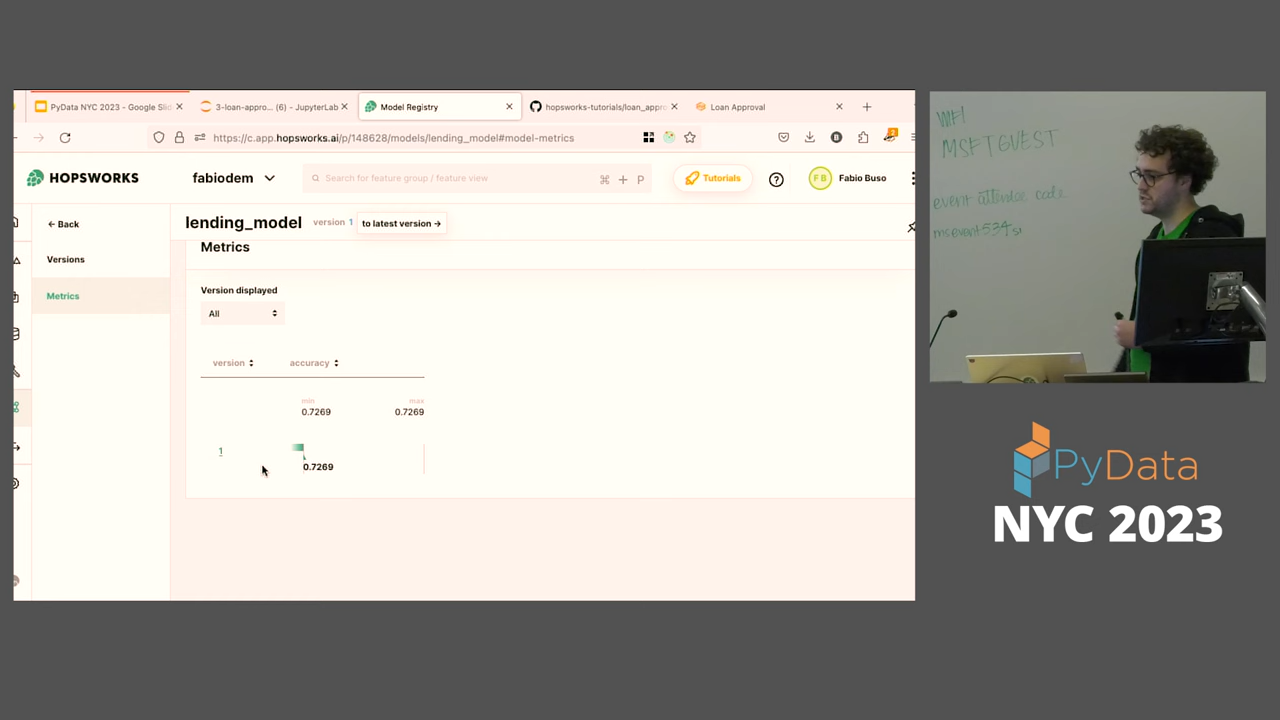 PyData NYC 2023 - Google Slid
3-loan-appro... (6) - JupyterLab
Model Registry
hopsworks-tutorials/loan_appro
Loan Approval
https://c.app.hopsworks.ai/p/148628/models/lending_model#model-metrics
2
HOPSWORKS
fabiodem
Search for feature group / feature view
⌘ + P
Tutorials
F B
Fabio Buso
← Back
lending_model
version 1
to latest version →
Versions
Metrics
Metrics
Version displayed
All
version
accuracy
min
max
0.7269
0.7269
1
0.7269
WIFI
MSFTGUEST
event attendee code
msevent534si
PyData
NYC 2023